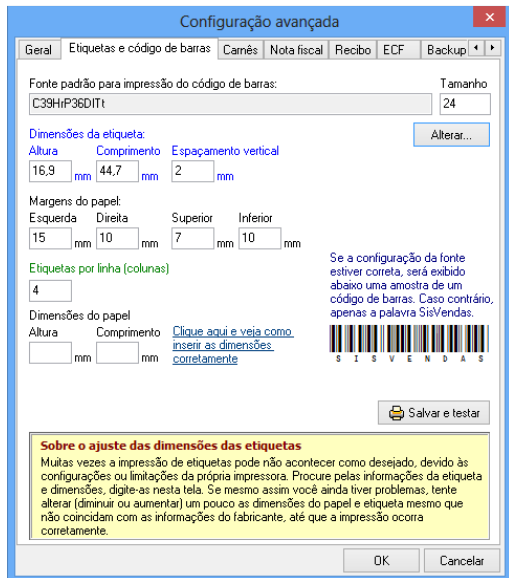 Configuração avançada
Geral Etiquetas e código de barras Carnês Nota fiscal Recibo ECF Backup
Fonte padrão para impressão do código de barras: Tamanho
C39HrP36DlTt 24
Dimensões da etiqueta: Alterar...
Altura Comprimento Espaçamento vertical
16,9 mm 44,7 mm 2 mm
Margens do papel:
Esquerda Direita Superior Inferior
15 mm 10 mm 7 mm 10 mm
Etiquetas por linha (colunas)
4
Se a configuração da fonte
estiver correta, será exibido
abaixo uma amostra de um
código de barras. Caso contrário,
apenas a palavra SisVendas.
Dimensões do papel
Altura Comprimento
mm mm
Clique aqui e veja como
inserir as dimensões
corretamente
S I S V E N D A S
Salvar e testar
Sobre o ajuste das dimensões das etiquetas
Muitas vezes a impressão de etiquetas pode não acontecer como desejado, devido às
configurações ou limitações da própria impressora. Procure pelas informações da etiqueta
e dimensões, digite-as nesta tela. Se mesmo assim você ainda tiver problemas, tente
alterar (diminuir ou aumentar) um pouco as dimensões do papel e etiqueta mesmo que
não coincidam com as informações do fabricante, até que a impressão ocorra
corretamente.
OK Cancelar